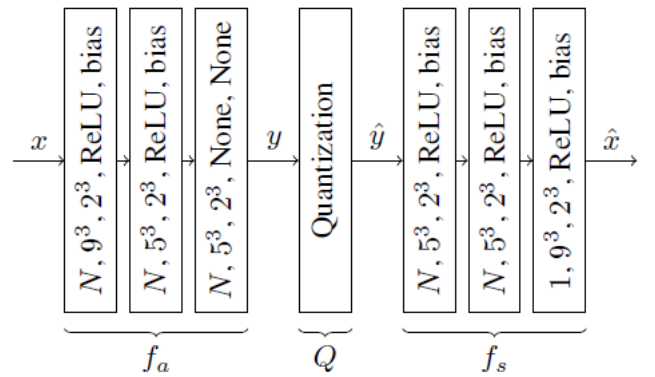 x
N, 9³, 2³, ReLU, bias
N, 5³, 2³, ReLU, bias
N, 5³, 2³, None, None
y
Quantization
ŷ
N, 5³, 2³, ReLU, bias
N, 5³, 2³, ReLU, bias
1, 9³, 2³, ReLU, bias
x̂
fₐ
Q
fₛ